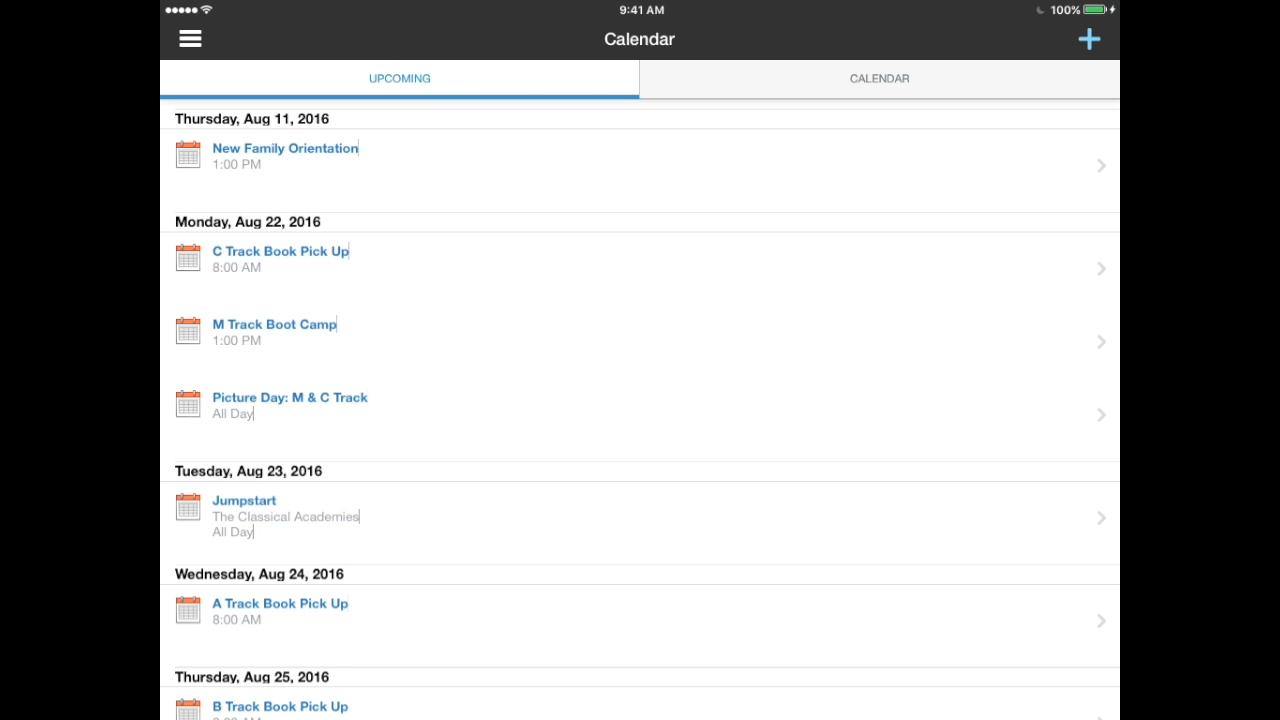 9:41 AM
100%
Calendar
UPCOMING
CALENDAR
Thursday, Aug 11, 2016
New Family Orientation
1:00 PM
Monday, Aug 22, 2016
C Track Book Pick Up
8:00 AM
M Track Boot Camp
1:00 PM
Picture Day: M & C Track
All Day
Tuesday, Aug 23, 2016
Jumpstart
The Classical Academies
All Day
Wednesday, Aug 24, 2016
A Track Book Pick Up
8:00 AM
Thursday, Aug 25, 2016
B Track Book Pick Up